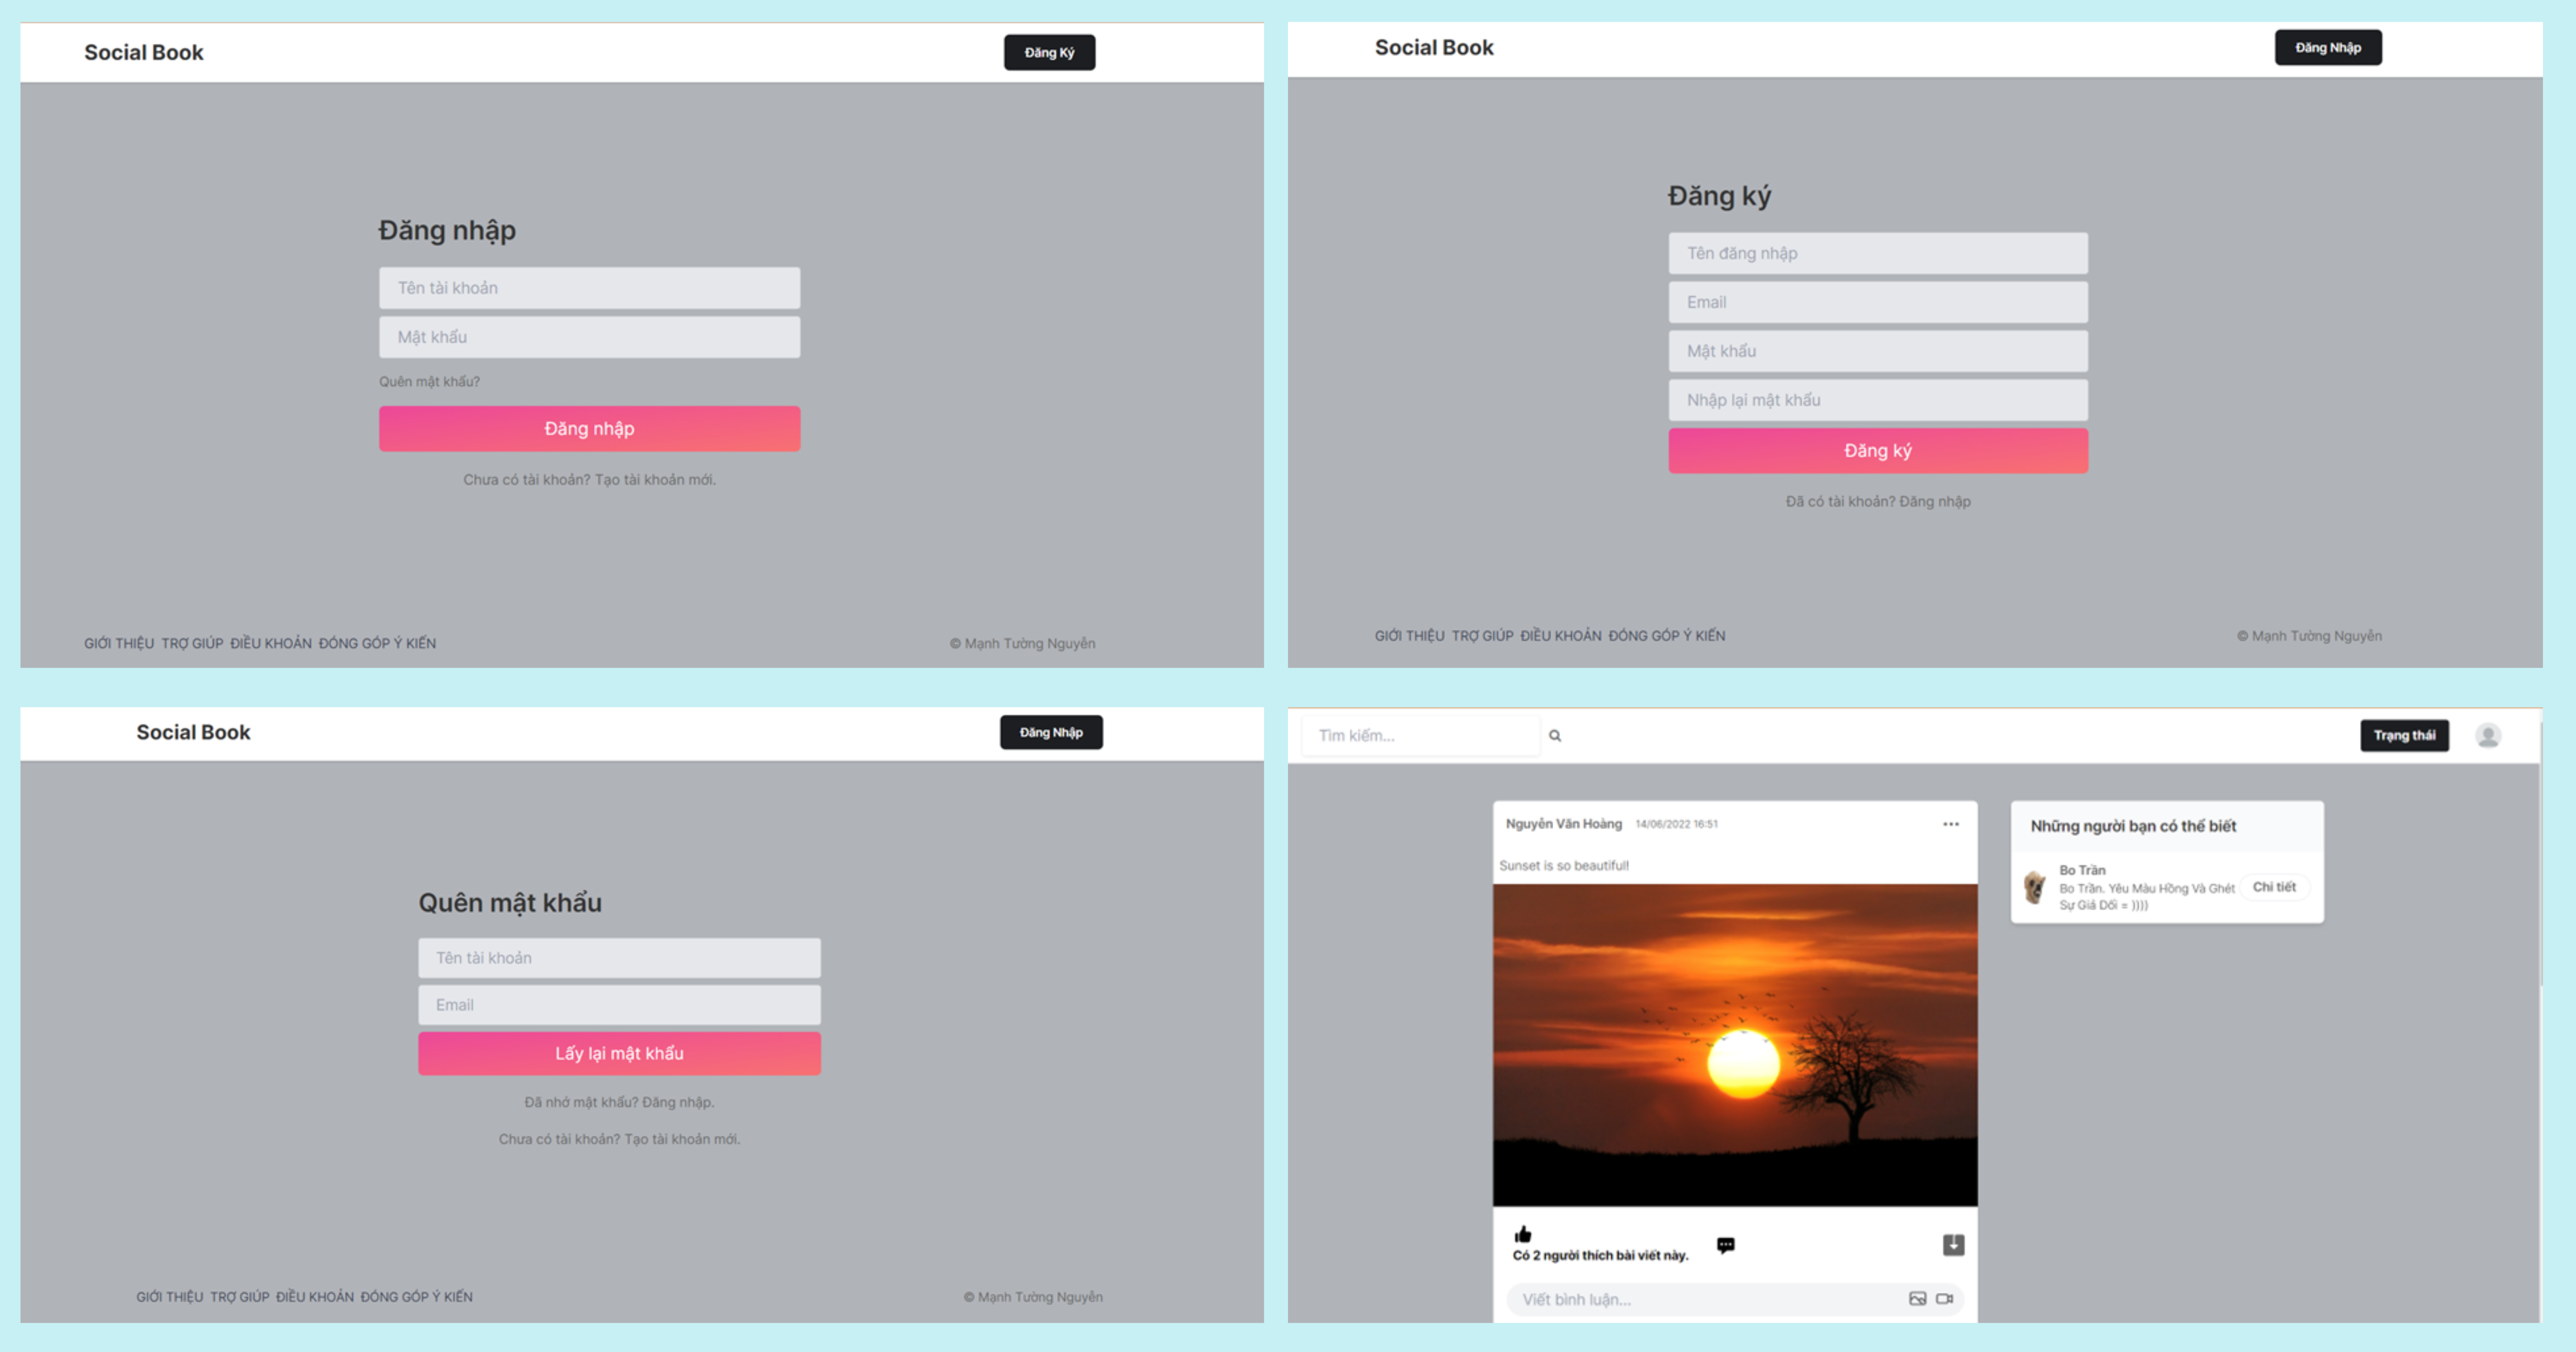 Social Book
Đăng Ký
Đăng nhập
Tên tài khoản
Mật khẩu
Quên mật khẩu?
Đăng nhập
Chưa có tài khoản? Tạo tài khoản mới.
GIỚI THIỆU TRỢ GIÚP ĐIỀU KHOẢN ĐÓNG GÓP Ý KIẾN
© Mạnh Tường Nguyễn
Social Book
Đăng Nhập
Đăng ký
Tên đăng nhập
Email
Mật khẩu
Nhập lại mật khẩu
Đăng ký
Đã có tài khoản? Đăng nhập
GIỚI THIỆU TRỢ GIÚP ĐIỀU KHOẢN ĐÓNG GÓP Ý KIẾN
© Mạnh Tường Nguyễn
Social Book
Đăng Nhập
Quên mật khẩu
Tên tài khoản
Email
Lấy lại mật khẩu
Đã nhớ mật khẩu? Đăng nhập.
Chưa có tài khoản? Tạo tài khoản mới.
GIỚI THIỆU TRỢ GIÚP ĐIỀU KHOẢN ĐÓNG GÓP Ý KIẾN
© Mạnh Tường Nguyễn
Tìm kiếm...
Trạng thái
Nguyễn Văn Hoàng 14/06/2022 16:51
Sunset is so beautiful!
Có 2 người thích bài viết này.
Viết bình luận...
Những người bạn có thể biết
Bo Trần
Bo Trần. Yêu Màu Hồng Và Ghét
Sự Giả Dối = ))))
Chi tiết